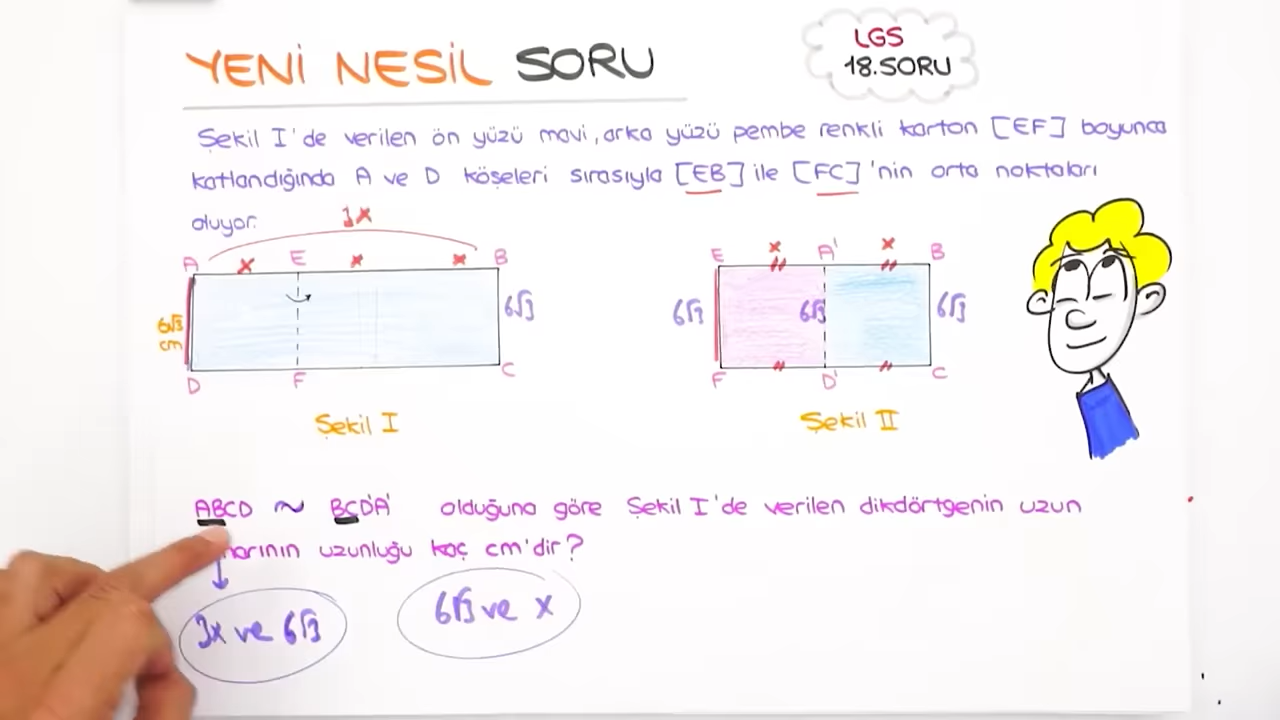 YENİ NESİL SORU
LGS
18.SORU
Şekil I'de verilen ön yüzü mavi, arka yüzü pembe renkli karton [EF] boyunca
katlandığında A ve D köşeleri sırasıyla [EB] ile [FC]'nin orta noktaları
oluyor.
3x
A x E x x B
6√3
cm
6√3
D F C
Şekil I
E x A' x B
6√3 6√3 6√3
F D' C
Şekil II
ABCD ~ BCD'A' olduğuna göre Şekil I'de verilen dikdörtgenin uzun
uzunluğu kaç cm'dir?
3x ve 6√3
6√3 ve x